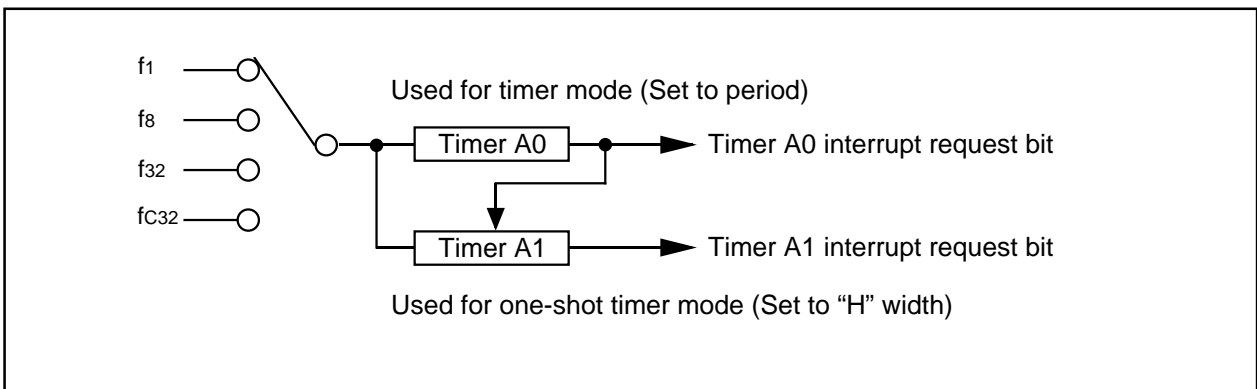 f1
Used for timer mode (Set to period)
f8
Timer A0
Timer A0 interrupt request bit
f32
fC32
Timer A1
Timer A1 interrupt request bit
Used for one-shot timer mode (Set to “H” width)